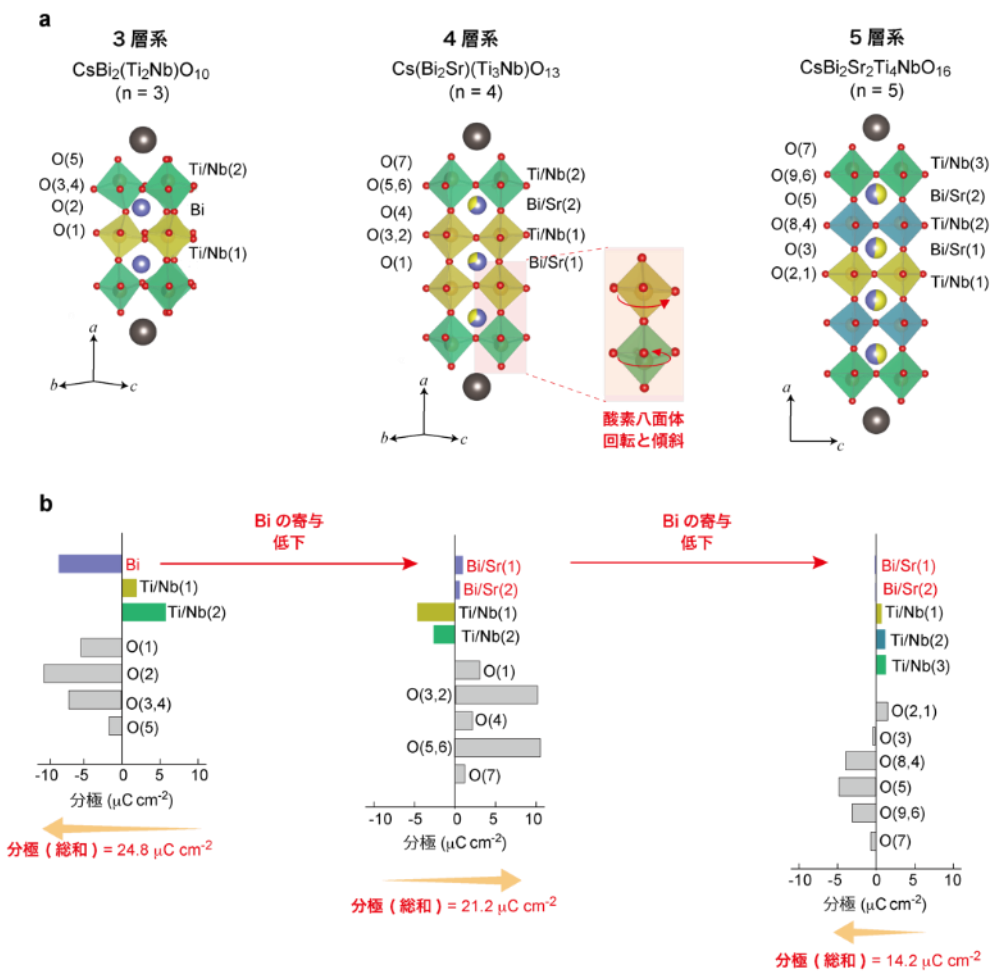 a
3 層系
CsBi2(Ti2Nb)O10
(n = 3)
O(5)
O(3,4)
O(2)
O(1)
Ti/Nb(2)
Bi
Ti/Nb(1)
a
b
c
4 層系
Cs(Bi2Sr)(Ti3Nb)O13
(n = 4)
O(7)
O(5,6)
O(4)
O(3,2)
O(1)
Ti/Nb(2)
Bi/Sr(2)
Ti/Nb(1)
Bi/Sr(1)
a
b
c
酸素八面体
回転と傾斜
5 層系
CsBi2Sr2Ti4NbO16
(n = 5)
O(7)
O(9,6)
O(5)
O(8,4)
O(3)
O(2,1)
Ti/Nb(3)
Bi/Sr(2)
Ti/Nb(2)
Bi/Sr(1)
Ti/Nb(1)
a
c
b
Bi の寄与
低下
Bi の寄与
低下
Bi
Ti/Nb(1)
Ti/Nb(2)
O(1)
O(2)
O(3,4)
O(5)
-10 -5 0 5 10
分極 (μC cm-2)
分極 ( 総和 ) = 24.8 μC cm-2
Bi/Sr(1)
Bi/Sr(2)
Ti/Nb(1)
Ti/Nb(2)
O(1)
O(3,2)
O(4)
O(5,6)
O(7)
-10 -5 0 5 10
分極 (μC cm-2)
分極 ( 総和 ) = 21.2 μC cm-2
Bi/Sr(1)
Bi/Sr(2)
Ti/Nb(1)
Ti/Nb(2)
Ti/Nb(3)
O(2,1)
O(3)
O(8,4)
O(5)
O(9,6)
O(7)
-10 -5 0 5 10
分極 (μC cm-2)
分極 ( 総和 ) = 14.2 μC cm-2